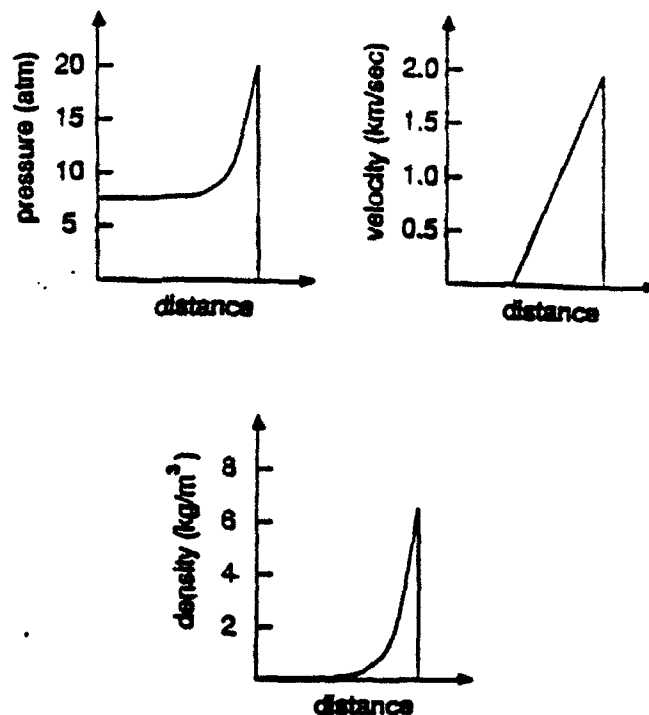 pressure (atm)
20
15
10
5
distance
velocity (km/sec)
2.0
1.5
1.0
0.5
distance
density (kg/m³)
8
6
4
2
distance